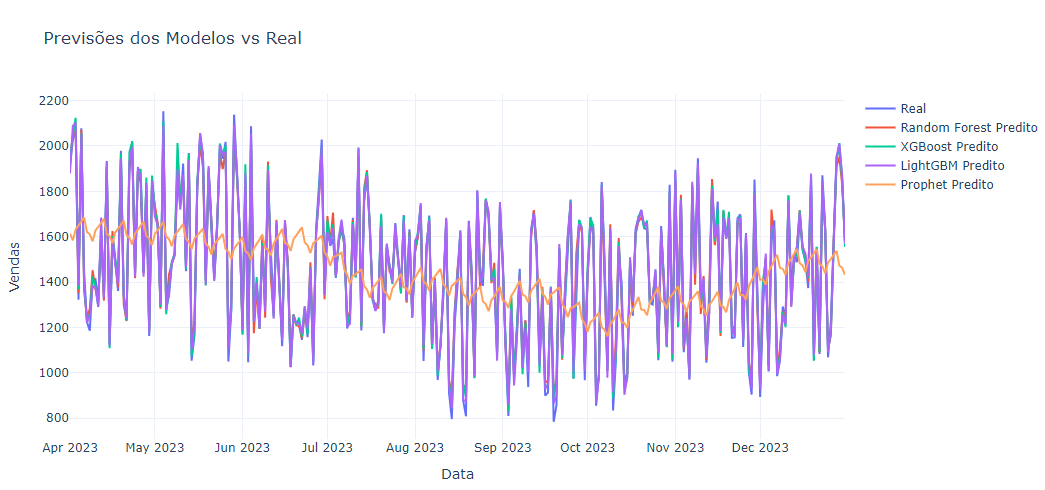 Previsões dos Modelos vs Real
2200
2000
1800
1600
1400
1200
1000
800
Vendas
Apr 2023
May 2023
Jun 2023
Jul 2023
Aug 2023
Sep 2023
Oct 2023
Nov 2023
Dec 2023
Data
Real
Random Forest Predito
XGBoost Predito
LightGBM Predito
Prophet Predito